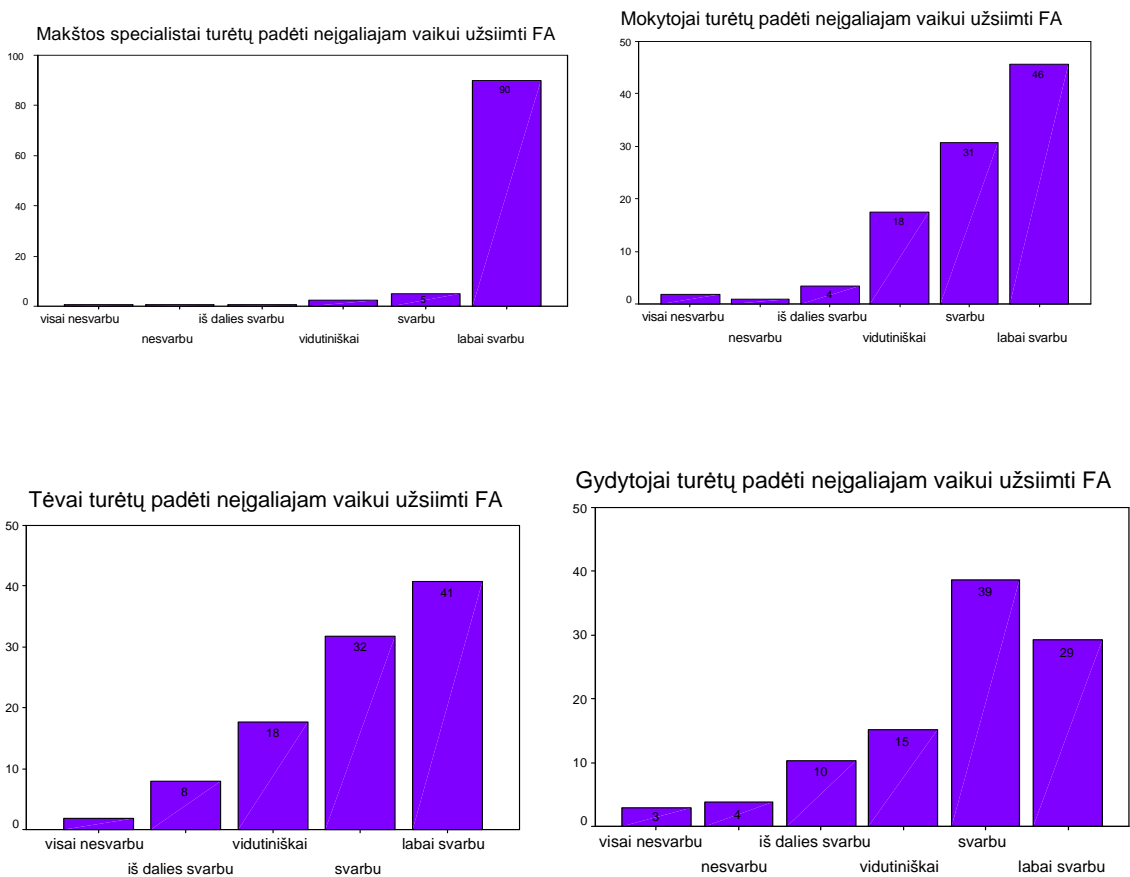 Makštos specialistai turėtų padėti neįgaliajam vaikui užsiimti FA
100
80
60
40
20
0
90
5
visai nesvarbu
iš dalies svarbu
svarbu
nesvarbu
vidutiniškai
labai svarbu
Mokytojai turėtų padėti neįgaliajam vaikui užsiimti FA
50
40
30
20
10
0
46
31
18
4
visai nesvarbu
iš dalies svarbu
svarbu
nesvarbu
vidutiniškai
labai svarbu
Tėvai turėtų padėti neįgaliajam vaikui užsiimti FA
50
40
30
20
10
0
41
32
18
8
visai nesvarbu
vidutiniškai
labai svarbu
iš dalies svarbu
svarbu
Gydytojai turėtų padėti neįgaliajam vaikui užsiimti FA
50
40
30
20
10
0
39
29
15
10
4
3
visai nesvarbu
iš dalies svarbu
svarbu
nesvarbu
vidutiniškai
labai svarbu